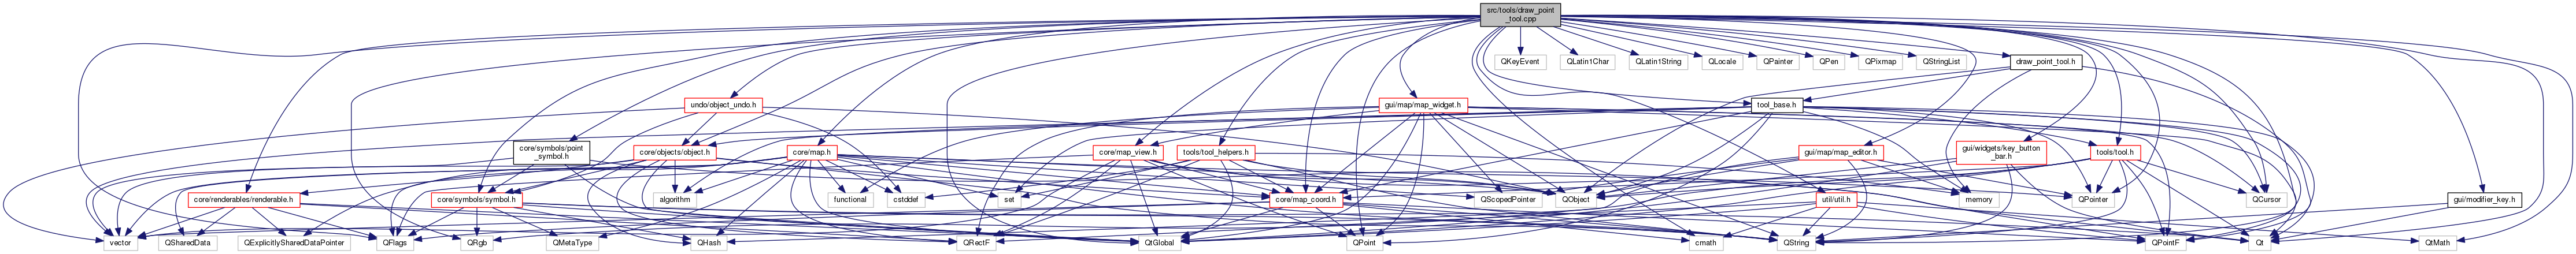 src/tools/draw_point
_tool.cpp
QKeyEvent
QLatin1Char
QLatin1String
QLocale
QPainter
QPen
QPixmap
QStringList
draw_point_tool.h
undo/object_undo.h
gui/map/map_widget.h
tool_base.h
core/symbols/point
_symbol.h
core/objects/object.h
core/map.h
core/map_view.h
tools/tool_helpers.h
gui/map/map_editor.h
gui/widgets/key_button
_bar.h
tools/tool.h
core/renderables/renderable.h
core/symbols/symbol.h
algorithm
functional
cstddef
set
core/map_coord.h
QScopedPointer
QObject
util/util.h
memory
QPointer
QCursor
gui/modifier_key.h
vector
QSharedData
QExplicitlySharedDataPointer
QFlags
QRgb
QMetaType
QHash
QRectF
QtGlobal
QPoint
cmath
QString
QPointF
Qt
QtMath